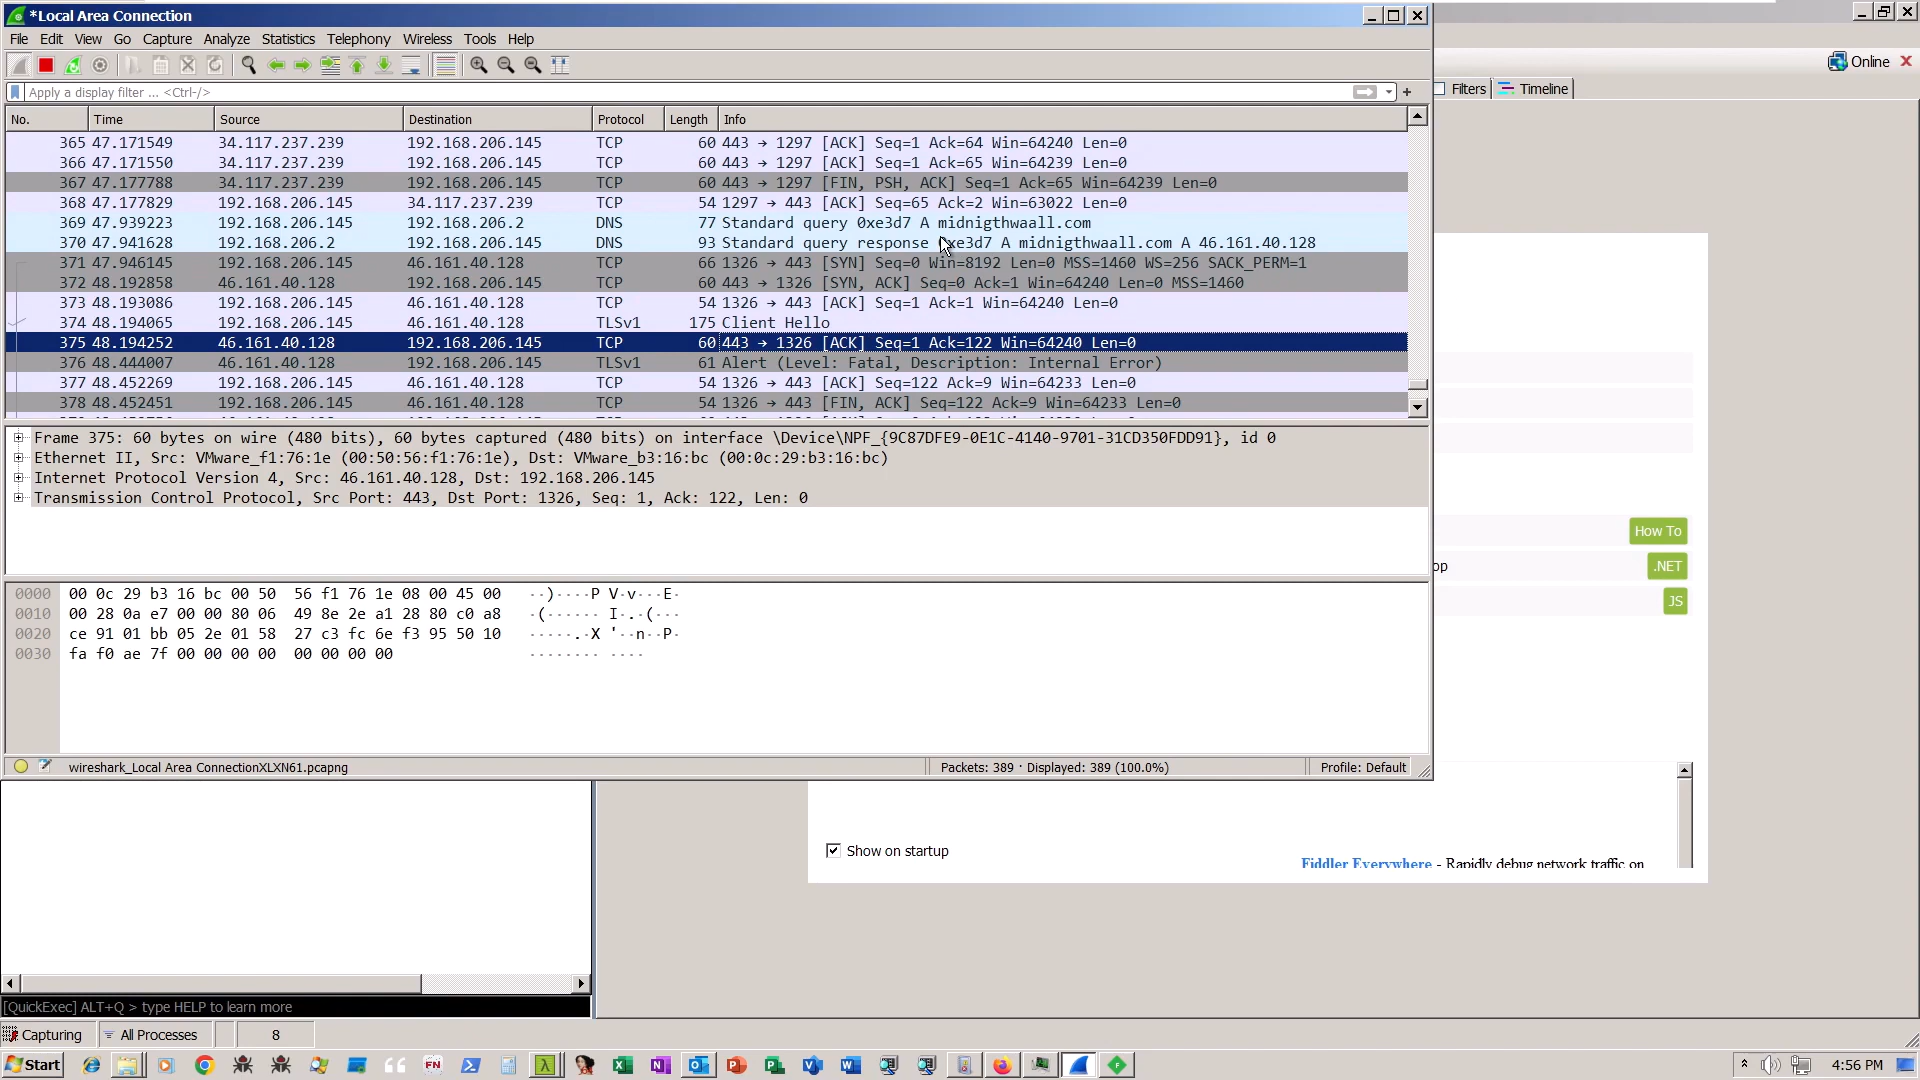 *Local Area Connection
File Edit View Go Capture Analyze Statistics Telephony Wireless Tools Help
Online
Apply a display filter ... <Ctrl-/>
Filters Timeline
No. Time Source Destination Protocol Length Info
365 47.171549 34.117.237.239 192.168.206.145 TCP 60 443 → 1297 [ACK] Seq=1 Ack=64 Win=64240 Len=0
366 47.171550 34.117.237.239 192.168.206.145 TCP 60 443 → 1297 [ACK] Seq=1 Ack=65 Win=64239 Len=0
367 47.177788 34.117.237.239 192.168.206.145 TCP 60 443 → 1297 [FIN, PSH, ACK] Seq=1 Ack=65 Win=64239 Len=0
368 47.177829 192.168.206.145 34.117.237.239 TCP 54 1297 → 443 [ACK] Seq=65 Ack=2 Win=63022 Len=0
369 47.939223 192.168.206.145 192.168.206.2 DNS 77 Standard query 0xe3d7 A midnigthwaall.com
370 47.941628 192.168.206.2 192.168.206.145 DNS 93 Standard query response 0xe3d7 A midnigthwaall.com A 46.161.40.128
371 47.946145 192.168.206.145 46.161.40.128 TCP 66 1326 → 443 [SYN] Seq=0 Win=8192 Len=0 MSS=1460 WS=256 SACK_PERM=1
372 48.192858 46.161.40.128 192.168.206.145 TCP 60 443 → 1326 [SYN, ACK] Seq=0 Ack=1 Win=64240 Len=0 MSS=1460
373 48.193086 192.168.206.145 46.161.40.128 TCP 54 1326 → 443 [ACK] Seq=1 Ack=1 Win=64240 Len=0
374 48.194065 192.168.206.145 46.161.40.128 TLSv1 175 Client Hello
375 48.194252 46.161.40.128 192.168.206.145 TCP 60 443 → 1326 [ACK] Seq=1 Ack=122 Win=64240 Len=0
376 48.444007 46.161.40.128 192.168.206.145 TLSv1 61 Alert (Level: Fatal, Description: Internal Error)
377 48.452269 192.168.206.145 46.161.40.128 TCP 54 1326 → 443 [ACK] Seq=122 Ack=9 Win=64233 Len=0
378 48.452451 192.168.206.145 46.161.40.128 TCP 54 1326 → 443 [FIN, ACK] Seq=122 Ack=9 Win=64233 Len=0
Frame 375: 60 bytes on wire (480 bits), 60 bytes captured (480 bits) on interface \Device\NPF_{9C87DFE9-0E1C-4140-9701-31CD350FDD91}, id 0
Ethernet II, Src: VMware_f1:76:1e (00:50:56:f1:76:1e), Dst: VMware_b3:16:bc (00:0c:29:b3:16:bc)
Internet Protocol Version 4, Src: 46.161.40.128, Dst: 192.168.206.145
Transmission Control Protocol, Src Port: 443, Dst Port: 1326, Seq: 1, Ack: 122, Len: 0
How To
op .NET
JS
0000 00 0c 29 b3 16 bc 00 50 56 f1 76 1e 08 00 45 00 ··)····P V·v···E·
0010 00 28 0a e7 00 00 80 06 49 8e 2e a1 28 80 c0 a8 ·(······ I·.·(···
0020 ce 91 01 bb 05 2e 01 58 27 c3 fc 6e f3 95 50 10 ·····.·X '··n··P·
0030 fa f0 ae 7f 00 00 00 00 00 00 00 00 ········ ····
wireshark_Local Area ConnectionXLXN61.pcapng Packets: 389 · Displayed: 389 (100.0%) Profile: Default
Show on startup
Fiddler Everywhere - Rapidly debug network traffic on
[QuickExec] ALT+Q > type HELP to learn more
Capturing All Processes 8
Start FN 4:56 PM